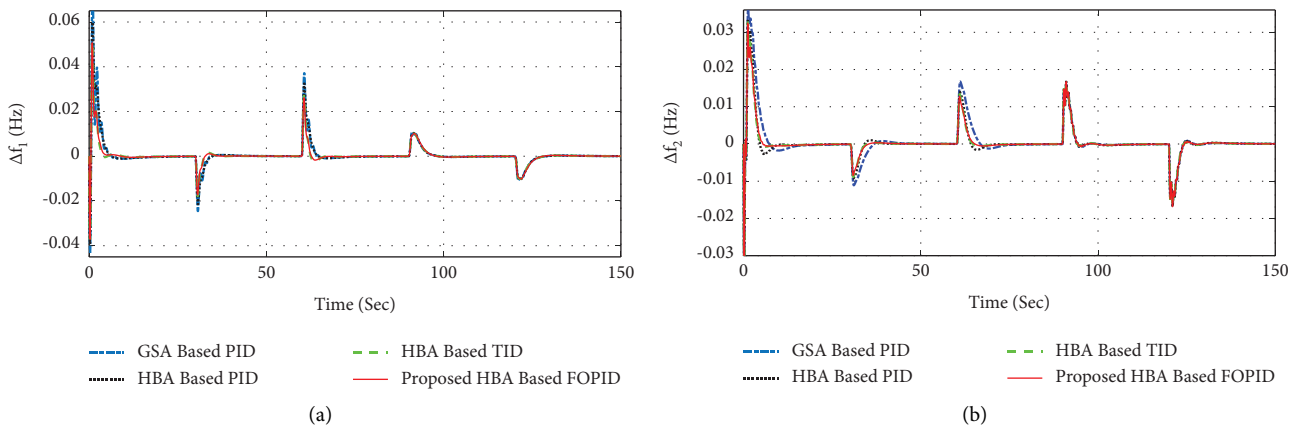 0.06
0.04
0.02
0
-0.02
-0.04
Δf1 (Hz)
0
50
100
150
Time (Sec)
GSA Based PID
HBA Based PID
HBA Based TID
Proposed HBA Based FOPID
(a)
0.03
0.02
0.01
0
-0.01
-0.02
-0.03
Δf2 (Hz)
0
50
100
150
Time (Sec)
GSA Based PID
HBA Based PID
HBA Based TID
Proposed HBA Based FOPID
(b)